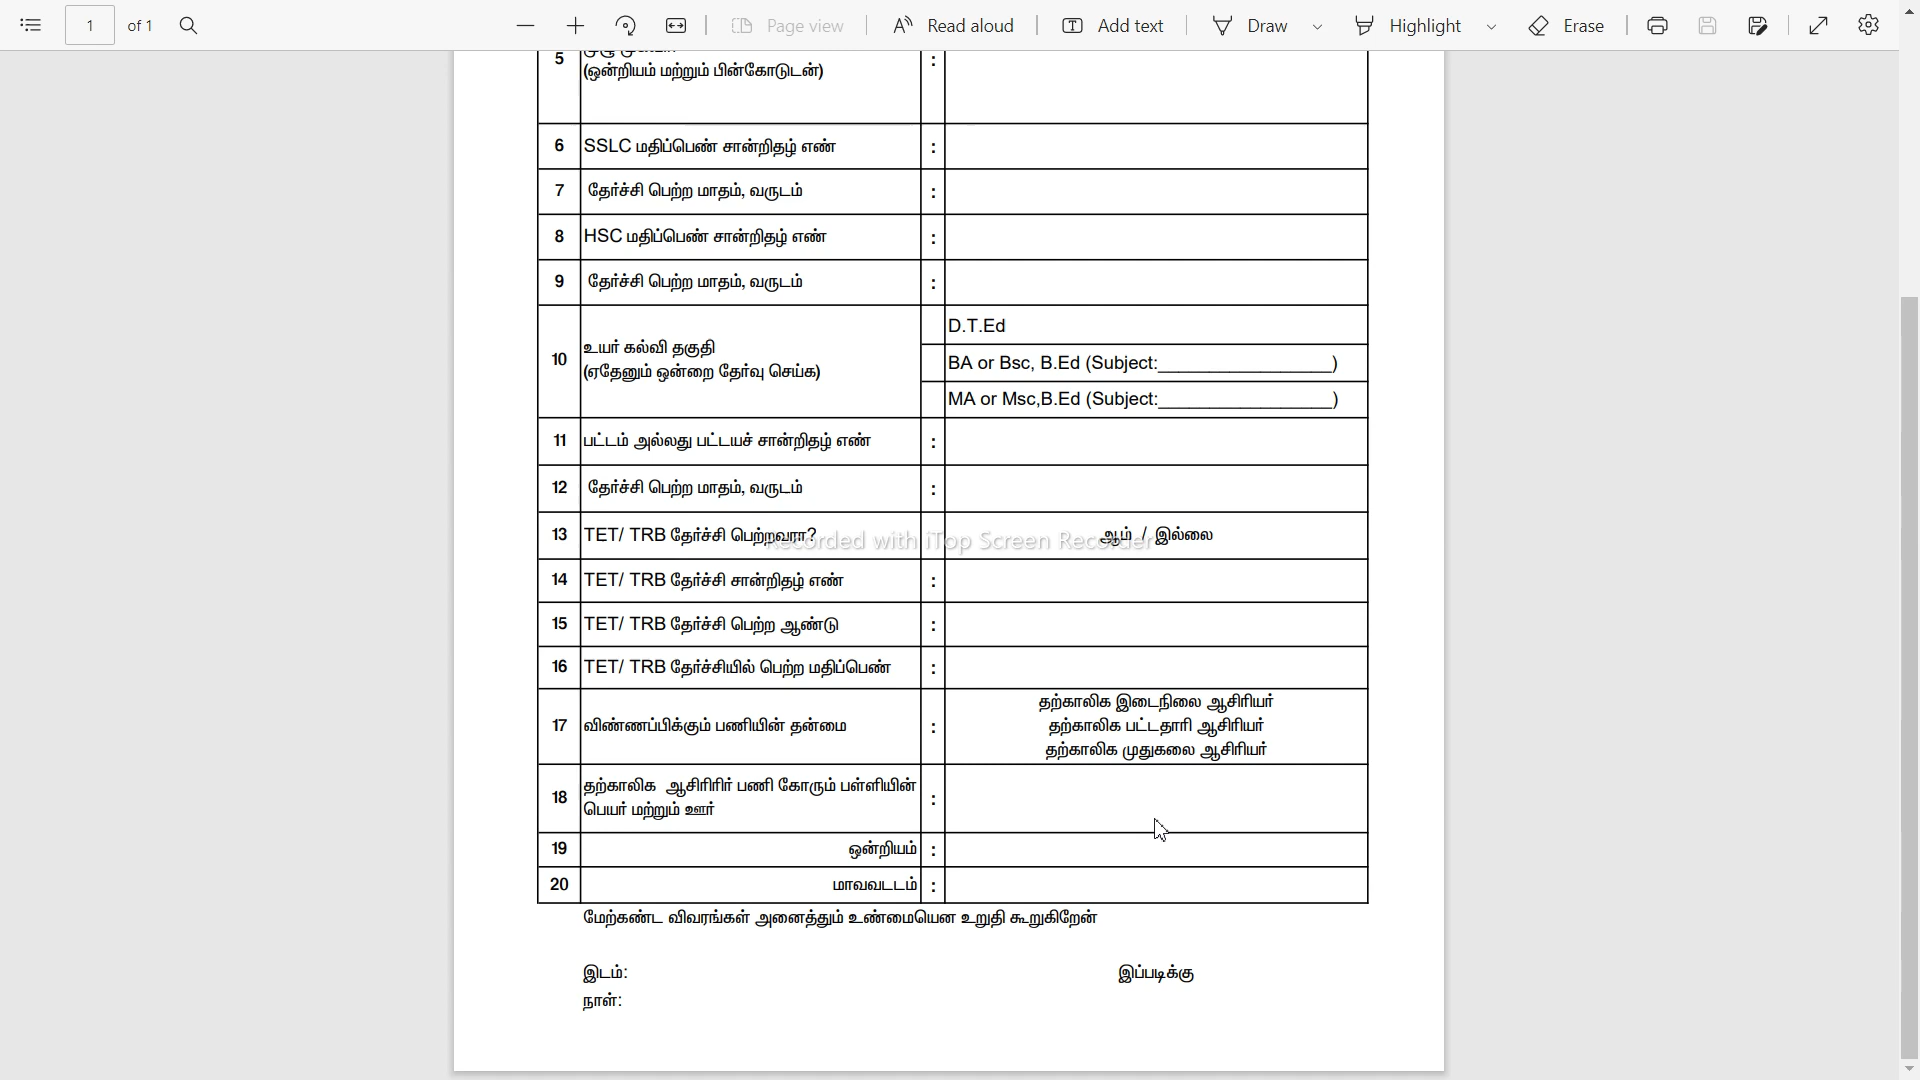 1 of 1 Page view Read aloud Add text Draw Highlight Erase
5
(ஒன்றியம் மற்றும் பின்கோடுடன்) :
6 SSLC மதிப்பெண் சான்றிதழ் எண் :
7 தேர்ச்சி பெற்ற மாதம், வருடம் :
8 HSC மதிப்பெண் சான்றிதழ் எண் :
9 தேர்ச்சி பெற்ற மாதம், வருடம் :
10 உயர் கல்வி தகுதி
(ஏதேனும் ஒன்றை தேர்வு செய்க)
D.T.Ed
BA or Bsc, B.Ed (Subject:__________________)
MA or Msc,B.Ed (Subject:__________________)
11 பட்டம் அல்லது பட்டயச் சான்றிதழ் எண் :
12 தேர்ச்சி பெற்ற மாதம், வருடம் :
13 TET/ TRB தேர்ச்சி பெற்றவரா? ஆம் / இல்லை
Recorded with iTop Screen Recorder
14 TET/ TRB தேர்ச்சி சான்றிதழ் எண் :
15 TET/ TRB தேர்ச்சி பெற்ற ஆண்டு :
16 TET/ TRB தேர்ச்சியில் பெற்ற மதிப்பெண் :
17 விண்ணப்பிக்கும் பணியின் தன்மை :
தற்காலிக இடைநிலை ஆசிரியர்
தற்காலிக பட்டதாரி ஆசிரியர்
தற்காலிக முதுகலை ஆசிரியர்
18 தற்காலிக ஆசிரிரிர் பணி கோரும் பள்ளியின்
பெயர் மற்றும் ஊர் :
19 ஒன்றியம் :
20 மாவவடடம் :
மேற்கண்ட விவரங்கள் அனைத்தும் உண்மையென உறுதி கூறுகிறேன்
இடம்: இப்படிக்கு
நாள்: